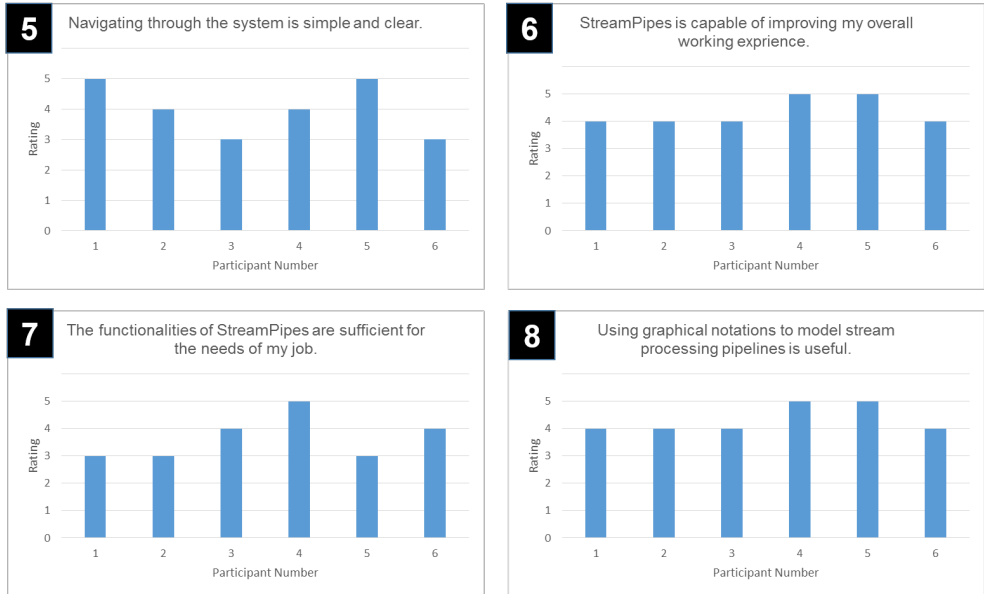 5
Navigating through the system is simple and clear.
5
4
3
2
1
0
Rating
1 2 3 4 5 6
Participant Number
6
StreamPipes is capable of improving my overall
working exprience.
5
4
3
2
1
0
Rating
1 2 3 4 5 6
Participant Number
7
The functionalities of StreamPipes are sufficient for
the needs of my job.
5
4
3
2
1
0
Rating
1 2 3 4 5 6
Participant Number
8
Using graphical notations to model stream
processing pipelines is useful.
5
4
3
2
1
0
Rating
1 2 3 4 5 6
Participant Number